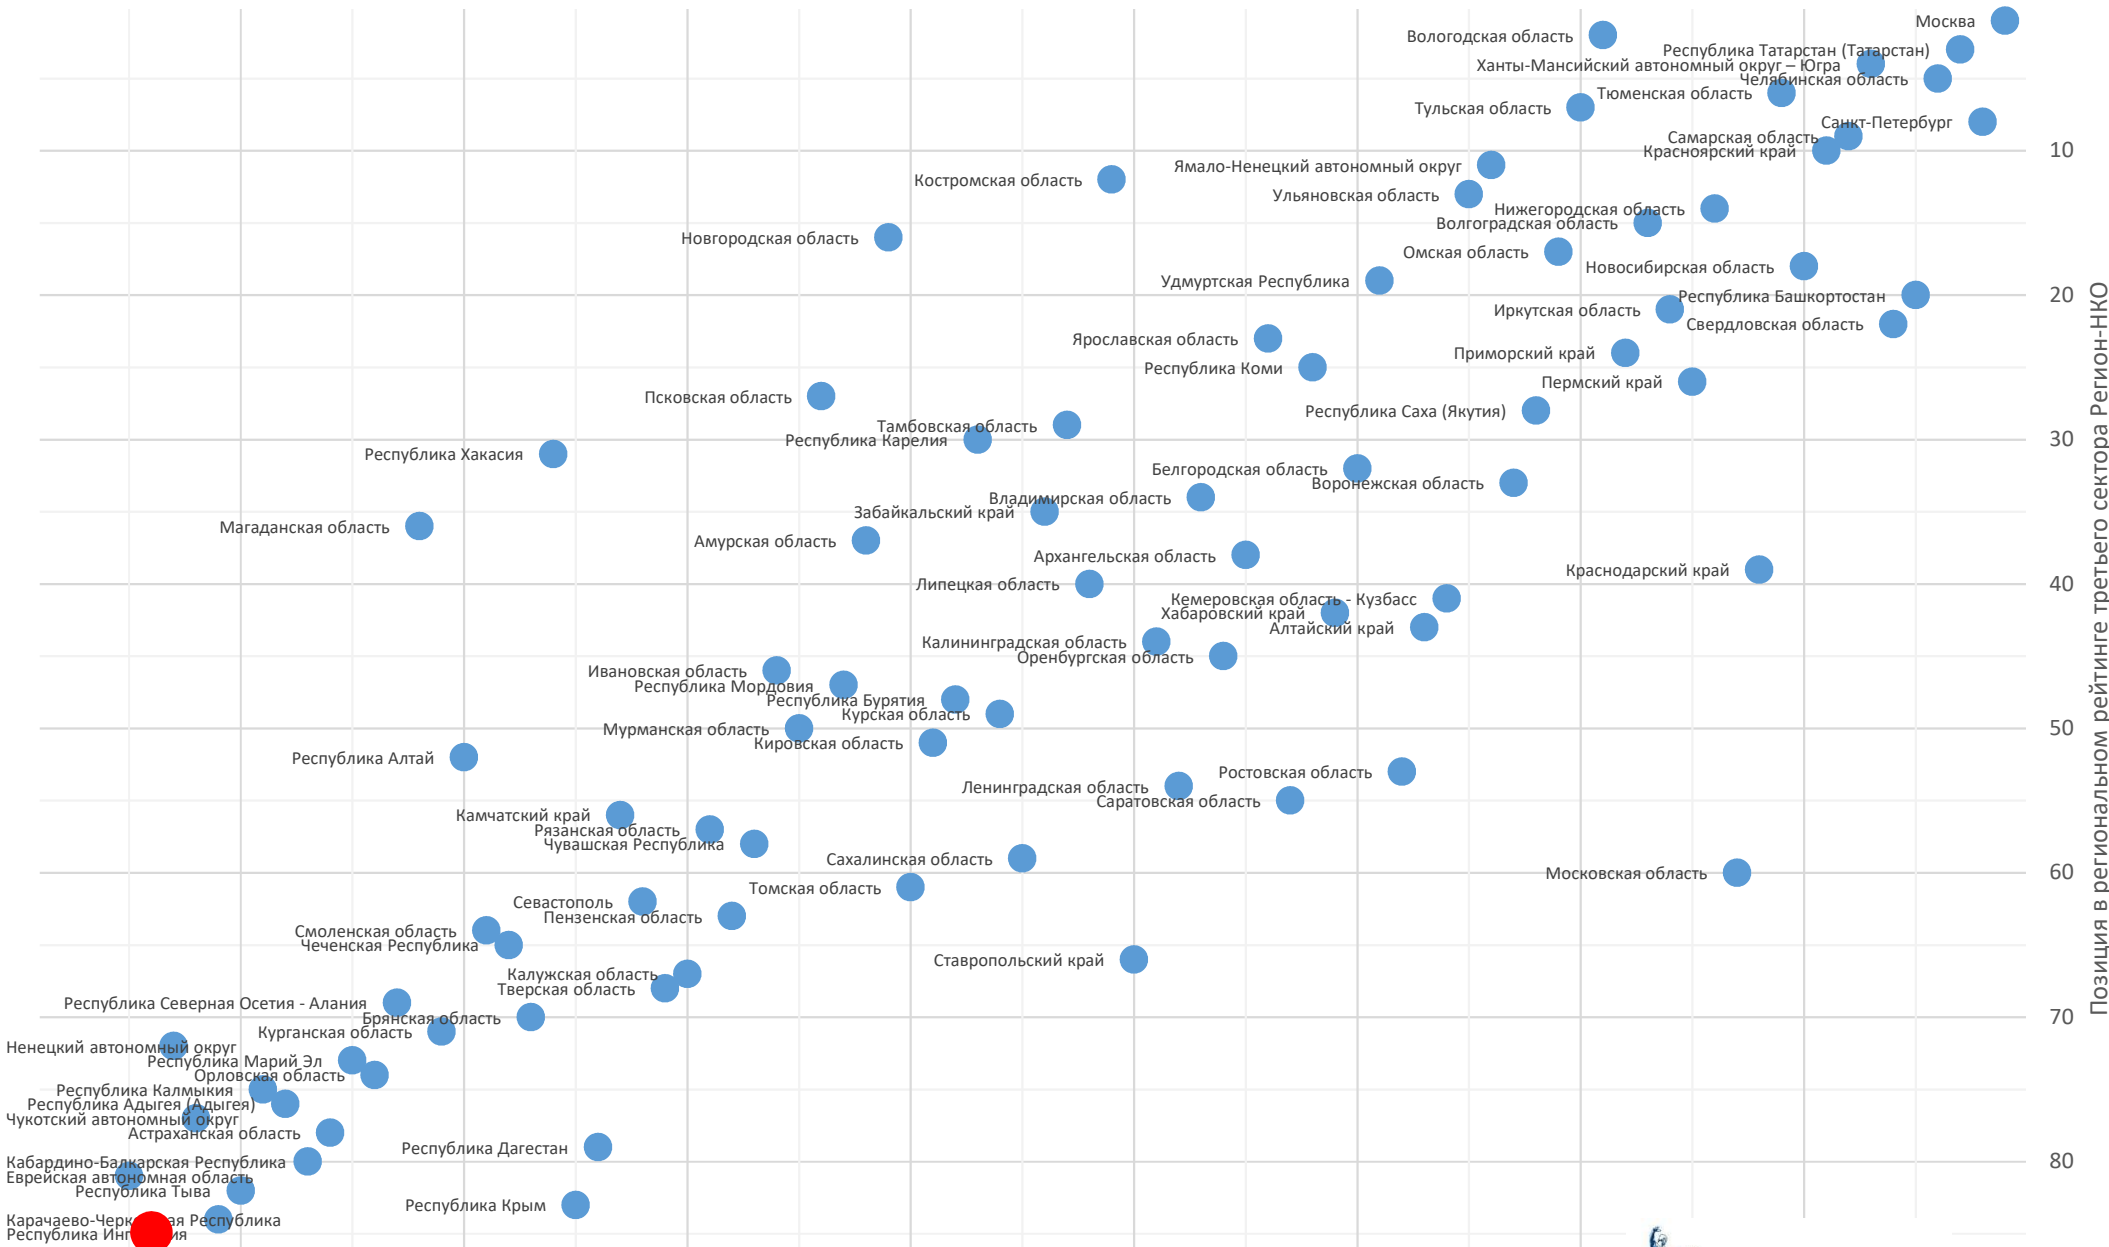 Москва
Вологодская область
Республика Татарстан (Татарстан)
Ханты-Мансийский автономный округ – Югра
Челябинская область
Тюменская область
Тульская область
Санкт-Петербург
Самарская область
Красноярский край
10
Ямало-Ненецкий автономный округ
Костромская область
Ульяновская область
Нижегородская область
Волгоградская область
Новгородская область
Омская область
Новосибирская область
Удмуртская Республика
Республика Башкортостан
20
Иркутская область
Свердловская область
Ярославская область
Приморский край
Республика Коми
Пермский край
Псковская область
Республика Саха (Якутия)
Тамбовская область
Республика Карелия
30
Республика Хакасия
Белгородская область
Воронежская область
Владимирская область
Забайкальский край
Магаданская область
Амурская область
Архангельская область
Краснодарский край
Липецкая область
40
Кемеровская область - Кузбасс
Хабаровский край
Алтайский край
Калининградская область
Оренбургская область
Ивановская область
Республика Мордовия
Республика Бурятия
Курская область
Мурманская область
50
Кировская область
Республика Алтай
Ростовская область
Ленинградская область
Саратовская область
Камчатский край
Рязанская область
Чувашская Республика
Сахалинская область
Московская область
60
Томская область
Севастополь
Пензенская область
Смоленская область
Чеченская Республика
Ставропольский край
Калужская область
Тверская область
Республика Северная Осетия - Алания
Брянская область
70
Курганская область
Ненецкий автономный округ
Республика Марий Эл
Орловская область
Республика Калмыкия
Республика Адыгея (Адыгея)
Чукотский автономный округ
Астраханская область
Республика Дагестан
Кабардино-Балкарская Республика
80
Еврейская автономная область
Республика Тыва
Республика Крым
Карачаево-Черкесская Республика
Республика Ингушетия
Позиция в региональном рейтинге третьего сектора Регион-НКО